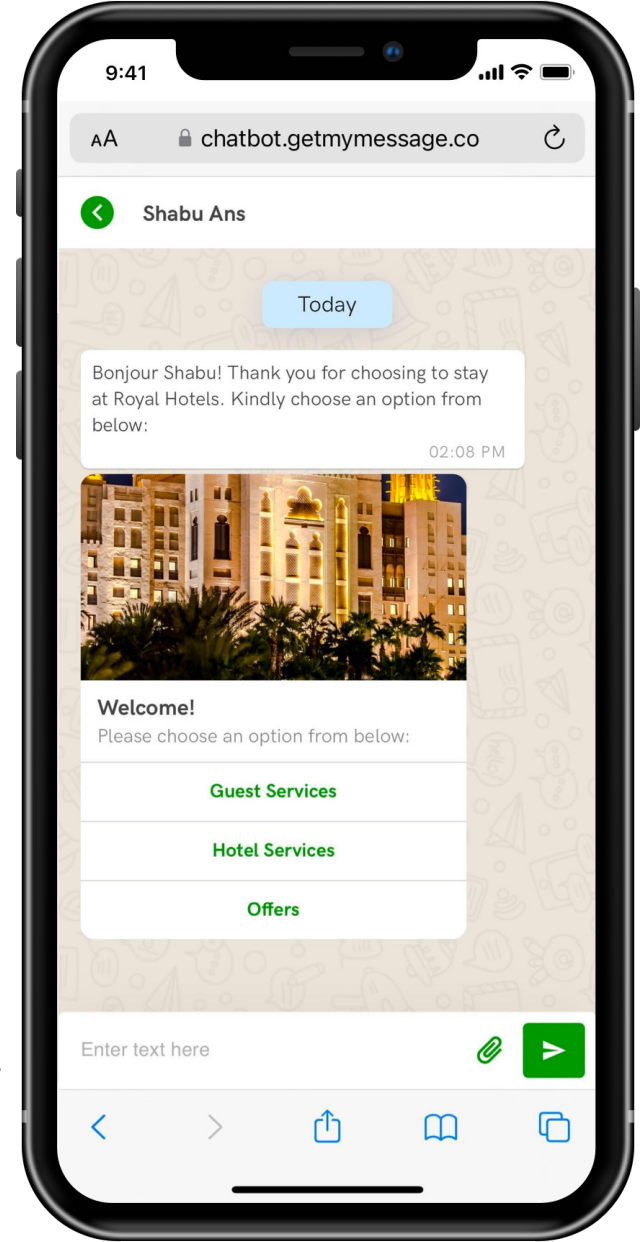 9:41
AA chatbot.getmymessage.co
Shabu Ans
Today
Bonjour Shabu! Thank you for choosing to stay
at Royal Hotels. Kindly choose an option from
below:
02:08 PM
Welcome!
Please choose an option from below:
Guest Services
Hotel Services
Offers
Enter text here